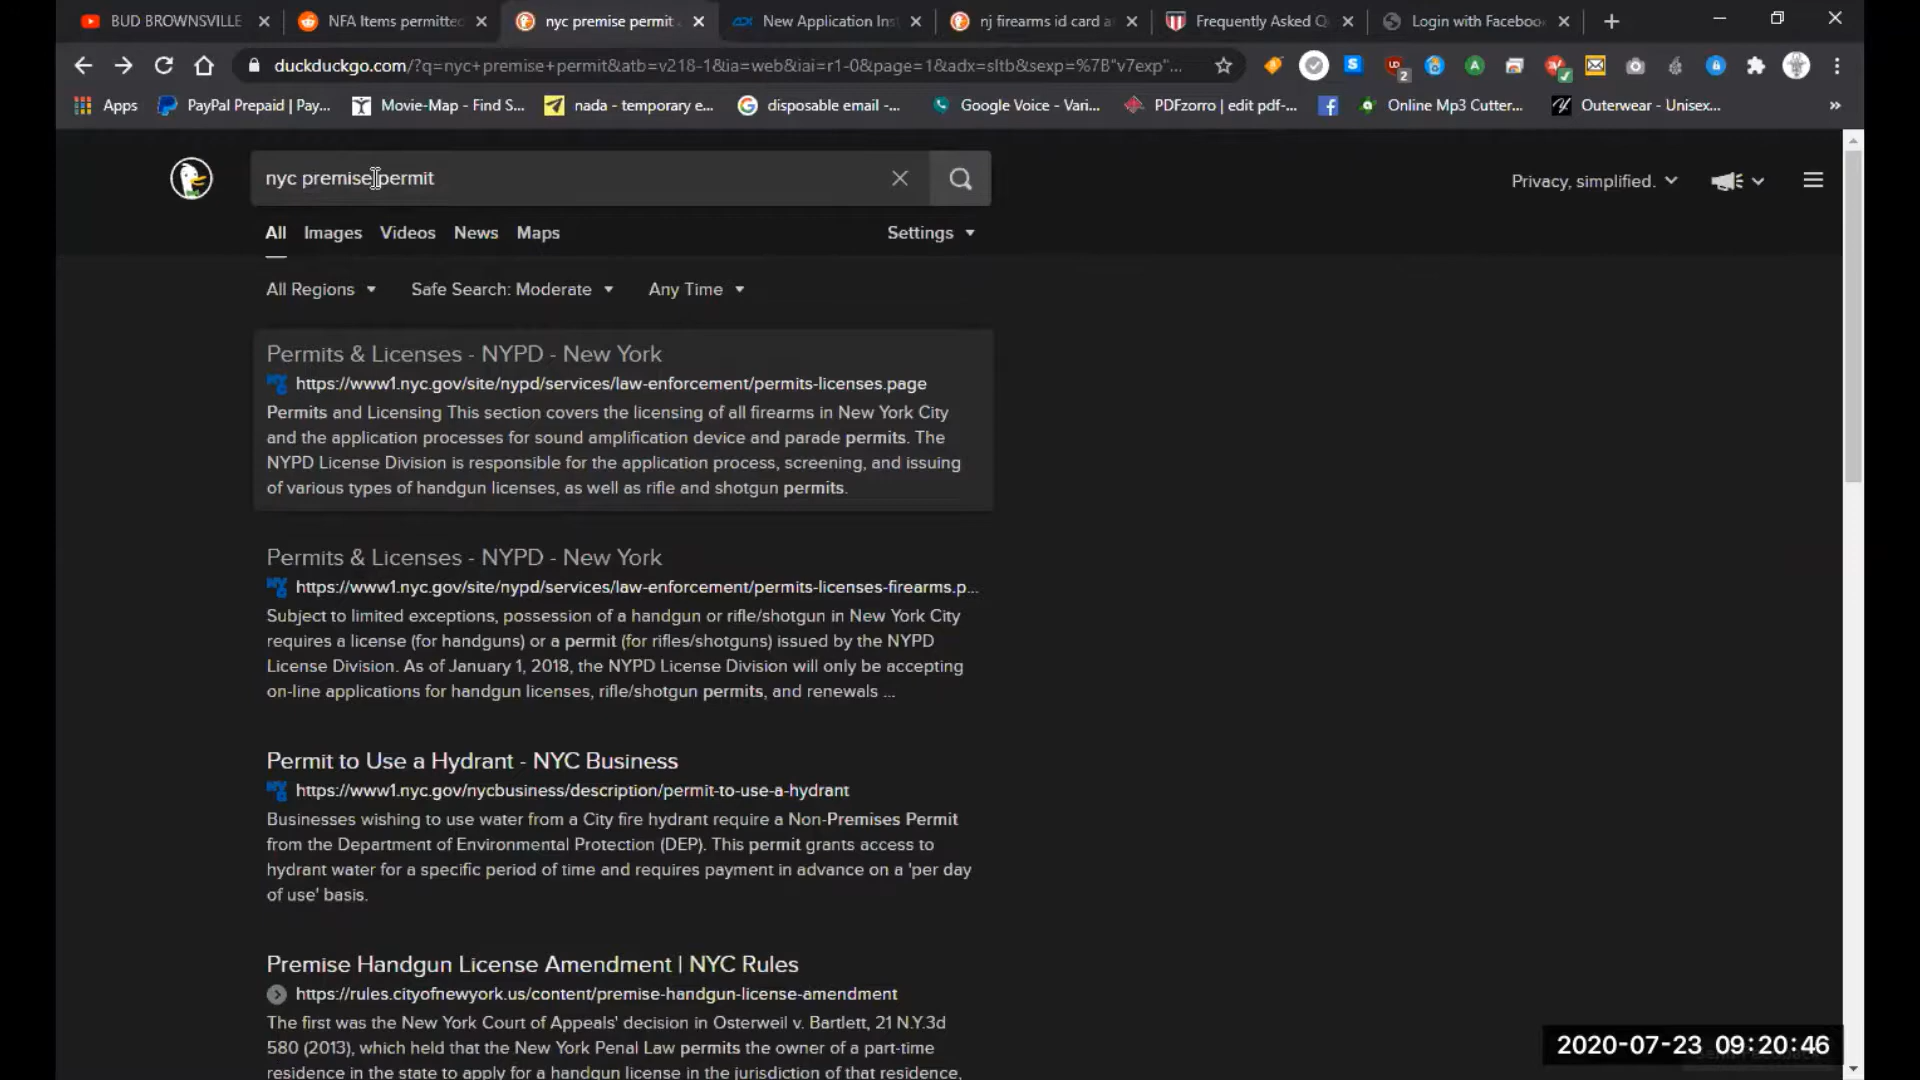 BUD BROWNSVILLE
NFA Items permitted
nyc premise permit
New Application Ins
nj firearms id card a
Frequently Asked Q
Login with Faceboo
duckduckgo.com/?q=nyc+premise+permit&atb=v218-1&ia=web&iai=r1-0&page=1&adx=sltb&sexp=%7B"v7exp"...
2
Apps
PayPal Prepaid | Pay...
Movie-Map - Find S...
nada - temporary e...
disposable email -...
Google Voice - Vari...
PDFzorro | edit pdf-...
Online Mp3 Cutter...
Outerwear - Unisex...
»
nyc premise permit
Privacy, simplified.
All Images Videos News Maps
Settings
All Regions
Safe Search: Moderate
Any Time
Permits & Licenses - NYPD - New York
https://www1.nyc.gov/site/nypd/services/law-enforcement/permits-licenses.page
Permits and Licensing This section covers the licensing of all firearms in New York City
and the application processes for sound amplification device and parade permits. The
NYPD License Division is responsible for the application process, screening, and issuing
of various types of handgun licenses, as well as rifle and shotgun permits.
Permits & Licenses - NYPD - New York
https://www1.nyc.gov/site/nypd/services/law-enforcement/permits-licenses-firearms.p...
Subject to limited exceptions, possession of a handgun or rifle/shotgun in New York City
requires a license (for handguns) or a permit (for rifles/shotguns) issued by the NYPD
License Division. As of January 1, 2018, the NYPD License Division will only be accepting
on-line applications for handgun licenses, rifle/shotgun permits, and renewals ...
Permit to Use a Hydrant - NYC Business
https://www1.nyc.gov/nycbusiness/description/permit-to-use-a-hydrant
Businesses wishing to use water from a City fire hydrant require a Non-Premises Permit
from the Department of Environmental Protection (DEP). This permit grants access to
hydrant water for a specific period of time and requires payment in advance on a 'per day
of use' basis.
Premise Handgun License Amendment | NYC Rules
https://rules.cityofnewyork.us/content/premise-handgun-license-amendment
The first was the New York Court of Appeals' decision in Osterweil v. Bartlett, 21 N.Y.3d
580 (2013), which held that the New York Penal Law permits the owner of a part-time
residence in the state to apply for a handgun license in the jurisdiction of that residence,
2020-07-23 09:20:46